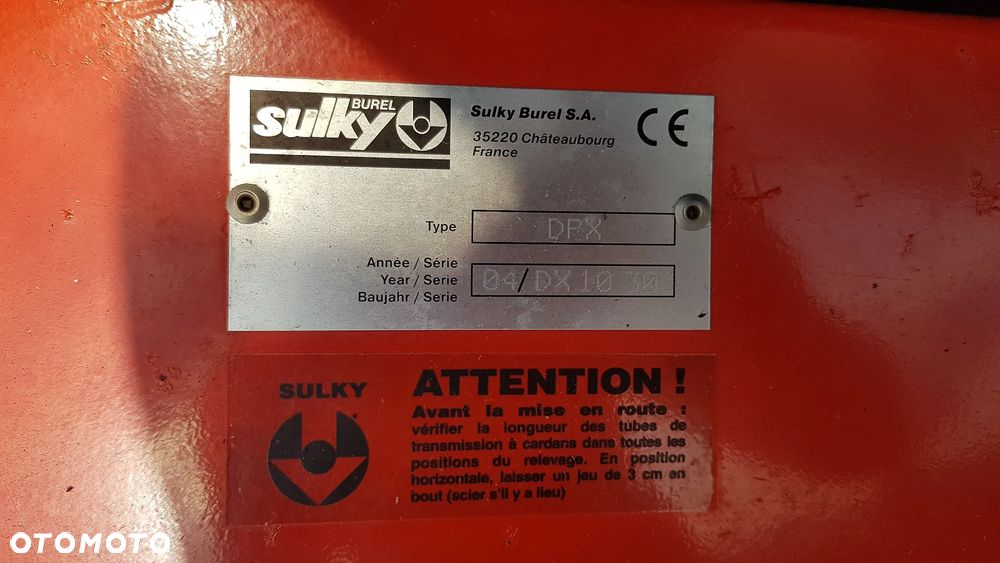 BUREL
sulky
Sulky Burel S.A.
35220 Châteaubourg
France
CE
Type
DPX
Année / Série
Year / Serie
Baujahr / Serie
04/DX10 30
SULKY
ATTENTION !
Avant la mise en route :
vérifier la longueur des tubes de
transmission à cardans dans toutes les
positions du relevage. En position
horizontale, laisser un jeu de 3 cm en
bout (scier s'il y a lieu)
OTOMOTO